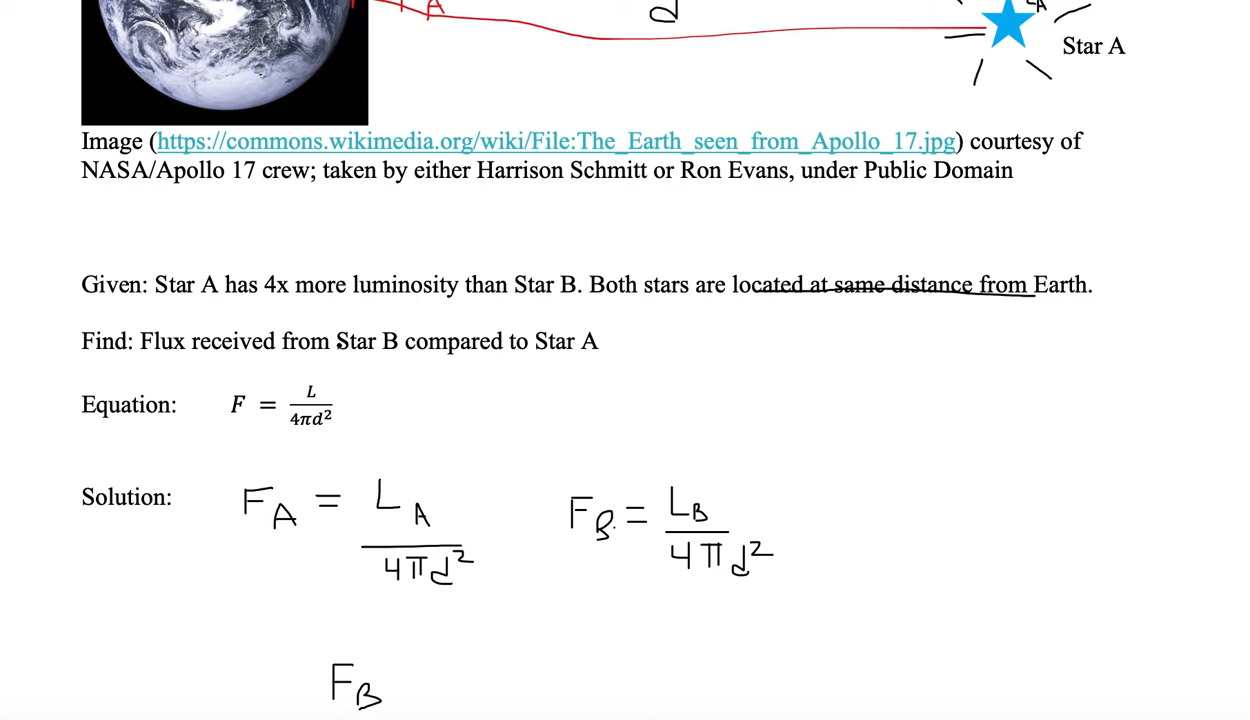 A
d
A
Star A
Image (https://commons.wikimedia.org/wiki/File:The_Earth_seen_from_Apollo_17.jpg) courtesy of
NASA/Apollo 17 crew; taken by either Harrison Schmitt or Ron Evans, under Public Domain
Given: Star A has 4x more luminosity than Star B. Both stars are located at same distance from Earth.
Find: Flux received from Star B compared to Star A
Equation: F = L / 4πd²
Solution: F_A = L_A / 4πd² F_B = L_B / 4πd²
F_B